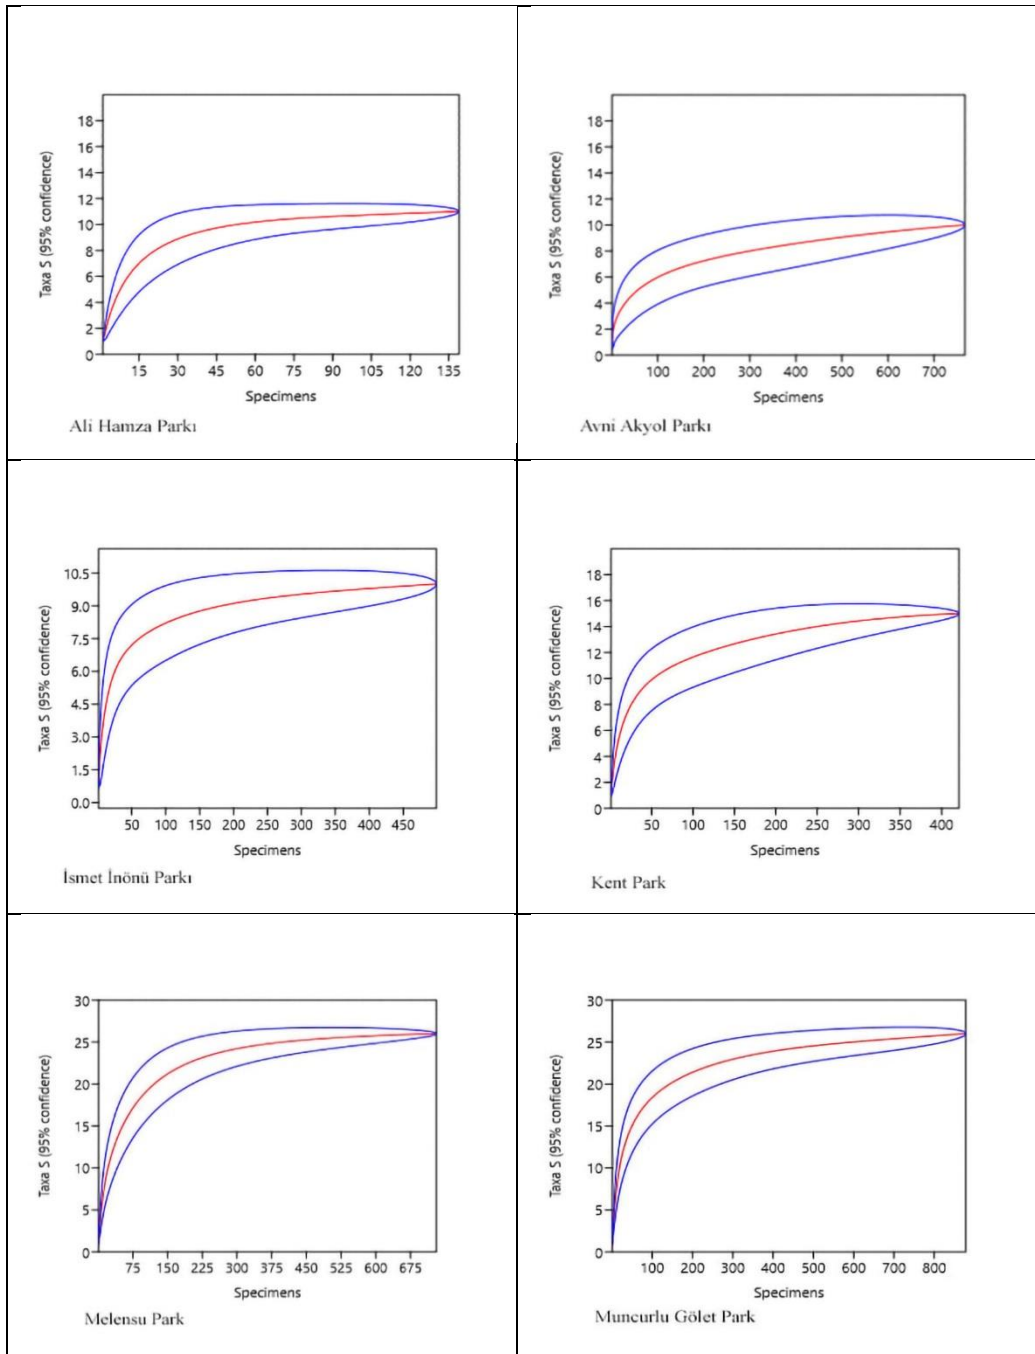 Taxa S (95% confidence)
18
16
14
12
10
8
6
4
2
0
15 30 45 60 75 90 105 120 135
Specimens
Ali Hamza Parkı
Taxa S (95% confidence)
18
16
14
12
10
8
6
4
2
0
100 200 300 400 500 600 700
Specimens
Avni Akyol Parkı
Taxa S (95% confidence)
10.5
9.0
7.5
6.0
4.5
3.0
1.5
0.0
50 100 150 200 250 300 350 400 450
Specimens
İsmet İnönü Parkı
Taxa S (95% confidence)
18
16
14
12
10
8
6
4
2
0
50 100 150 200 250 300 350 400
Specimens
Kent Park
Taxa S (95% confidence)
30
25
20
15
10
5
0
75 150 225 300 375 450 525 600 675
Specimens
Melensu Park
Taxa S (95% confidence)
30
25
20
15
10
5
0
100 200 300 400 500 600 700 800
Specimens
Muncurlu Gölet Park